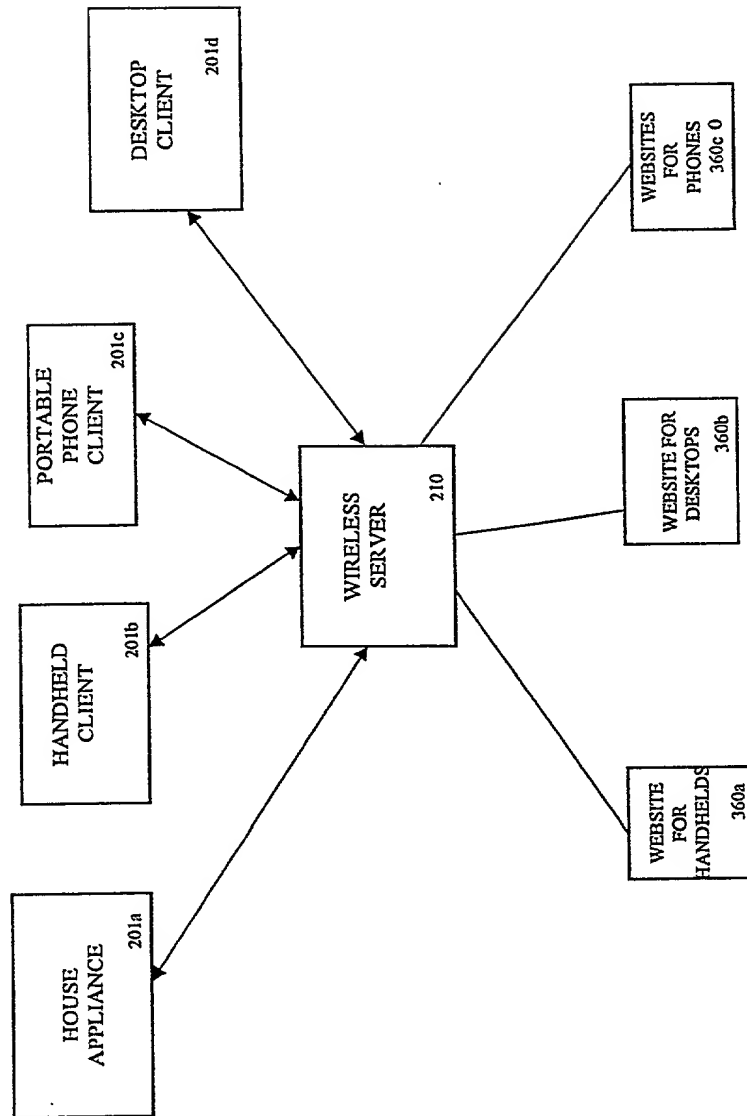 HOUSE
APPLIANCE
201a
HANDHELD
CLIENT
201b
PORTABLE
PHONE
CLIENT
201c
DESKTOP
CLIENT
201d
WIRELESS
SERVER
210
WEBSITE
FOR
HANDHELDS
360a
WEBSITE FOR
DESKTOPS
360b
WEBSITES
FOR
PHONES
360c 0